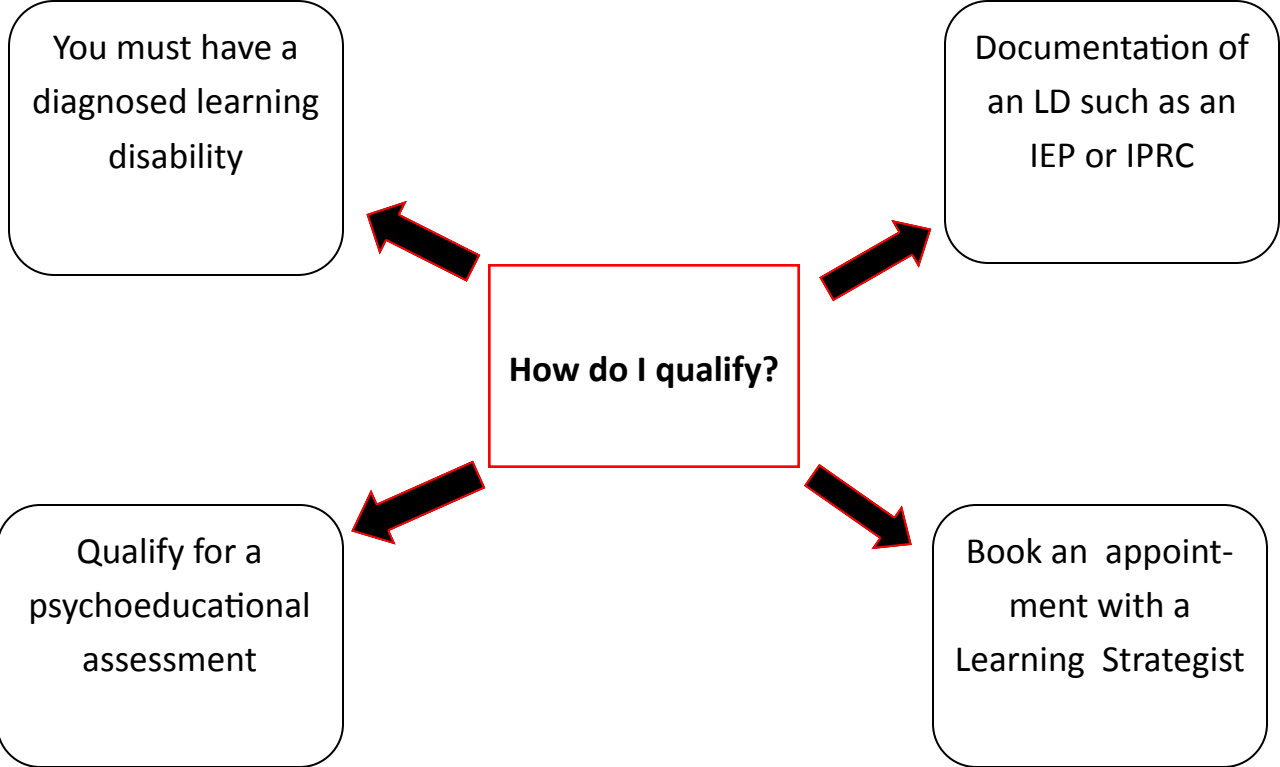 You must have a
diagnosed learning
disability
Documentation of
an LD such as an
IEP or IPRC
How do I qualify?
Qualify for a
psychoeducational
assessment
Book an  appoint-
ment with a
Learning  Strategist